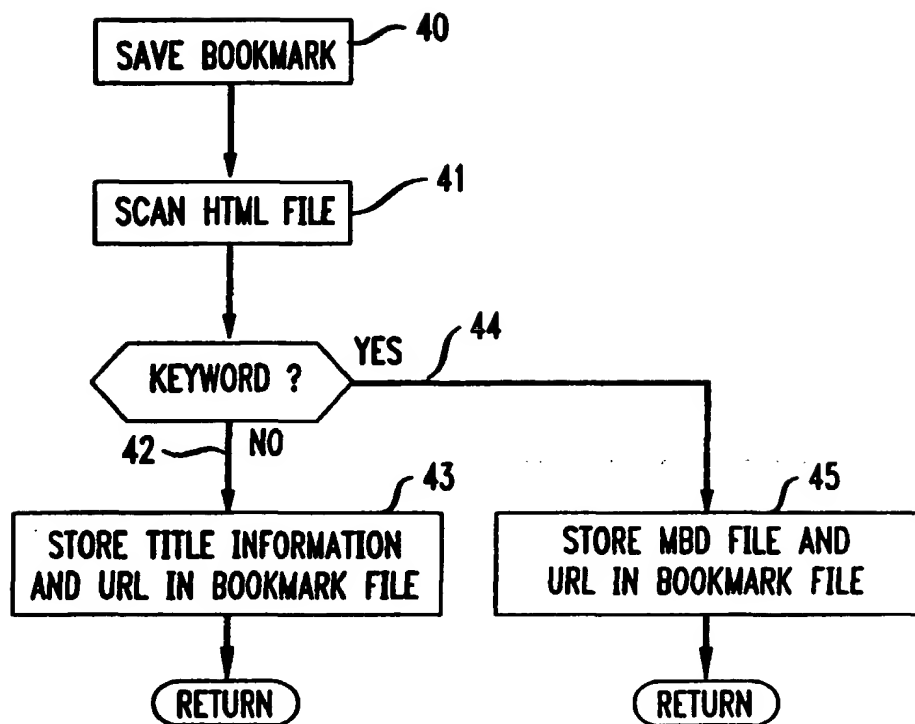 40
SAVE BOOKMARK
41
SCAN HTML FILE
44
YES
KEYWORD ?
42
NO
43
STORE TITLE INFORMATION
AND URL IN BOOKMARK FILE
45
STORE MBD FILE AND
URL IN BOOKMARK FILE
RETURN
RETURN